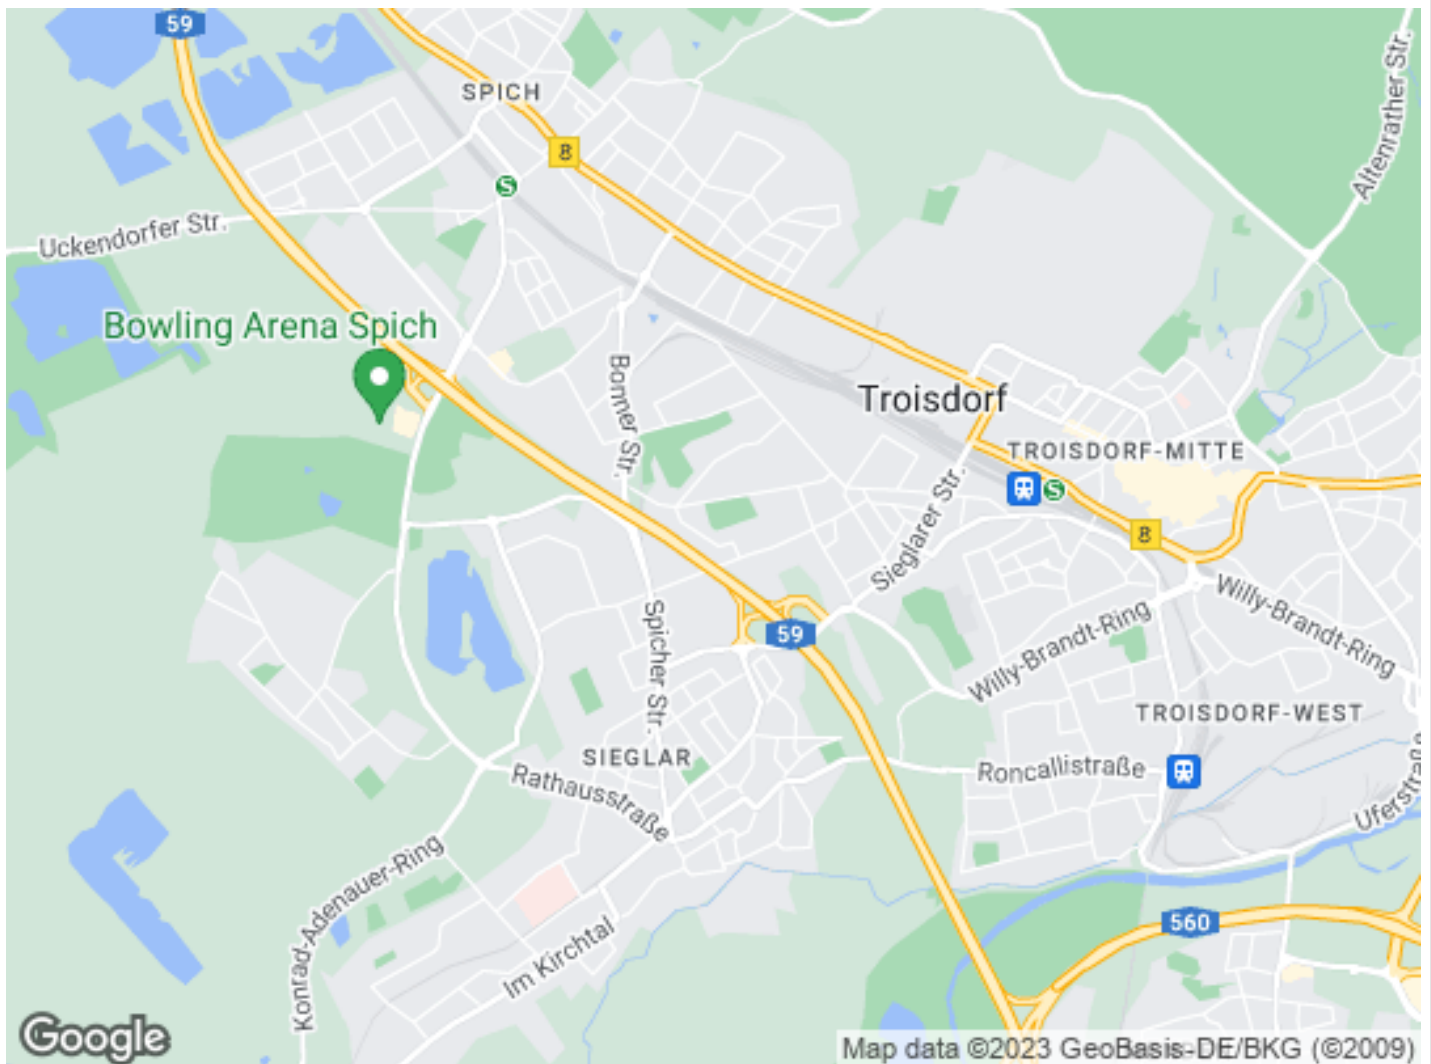 59
SPICH
8
S
Altenrather Str.
Uckendorfer Str.
Bowling Arena Spich
Bonner Str.
Troisdorf
TROISDORF-MITTE
S
Sieglarer Str.
8
59
Spicher Str.
Willy-Brandt-Ring
Willy-Brandt-Ring
TROISDORF-WEST
SIEGLAR
Rathausstraße
Roncallistraße
Uferstraße
Konrad-Adenauer-Ring
Im Kirchtal
560
Google
Map data ©2023 GeoBasis-DE/BKG (©2009)